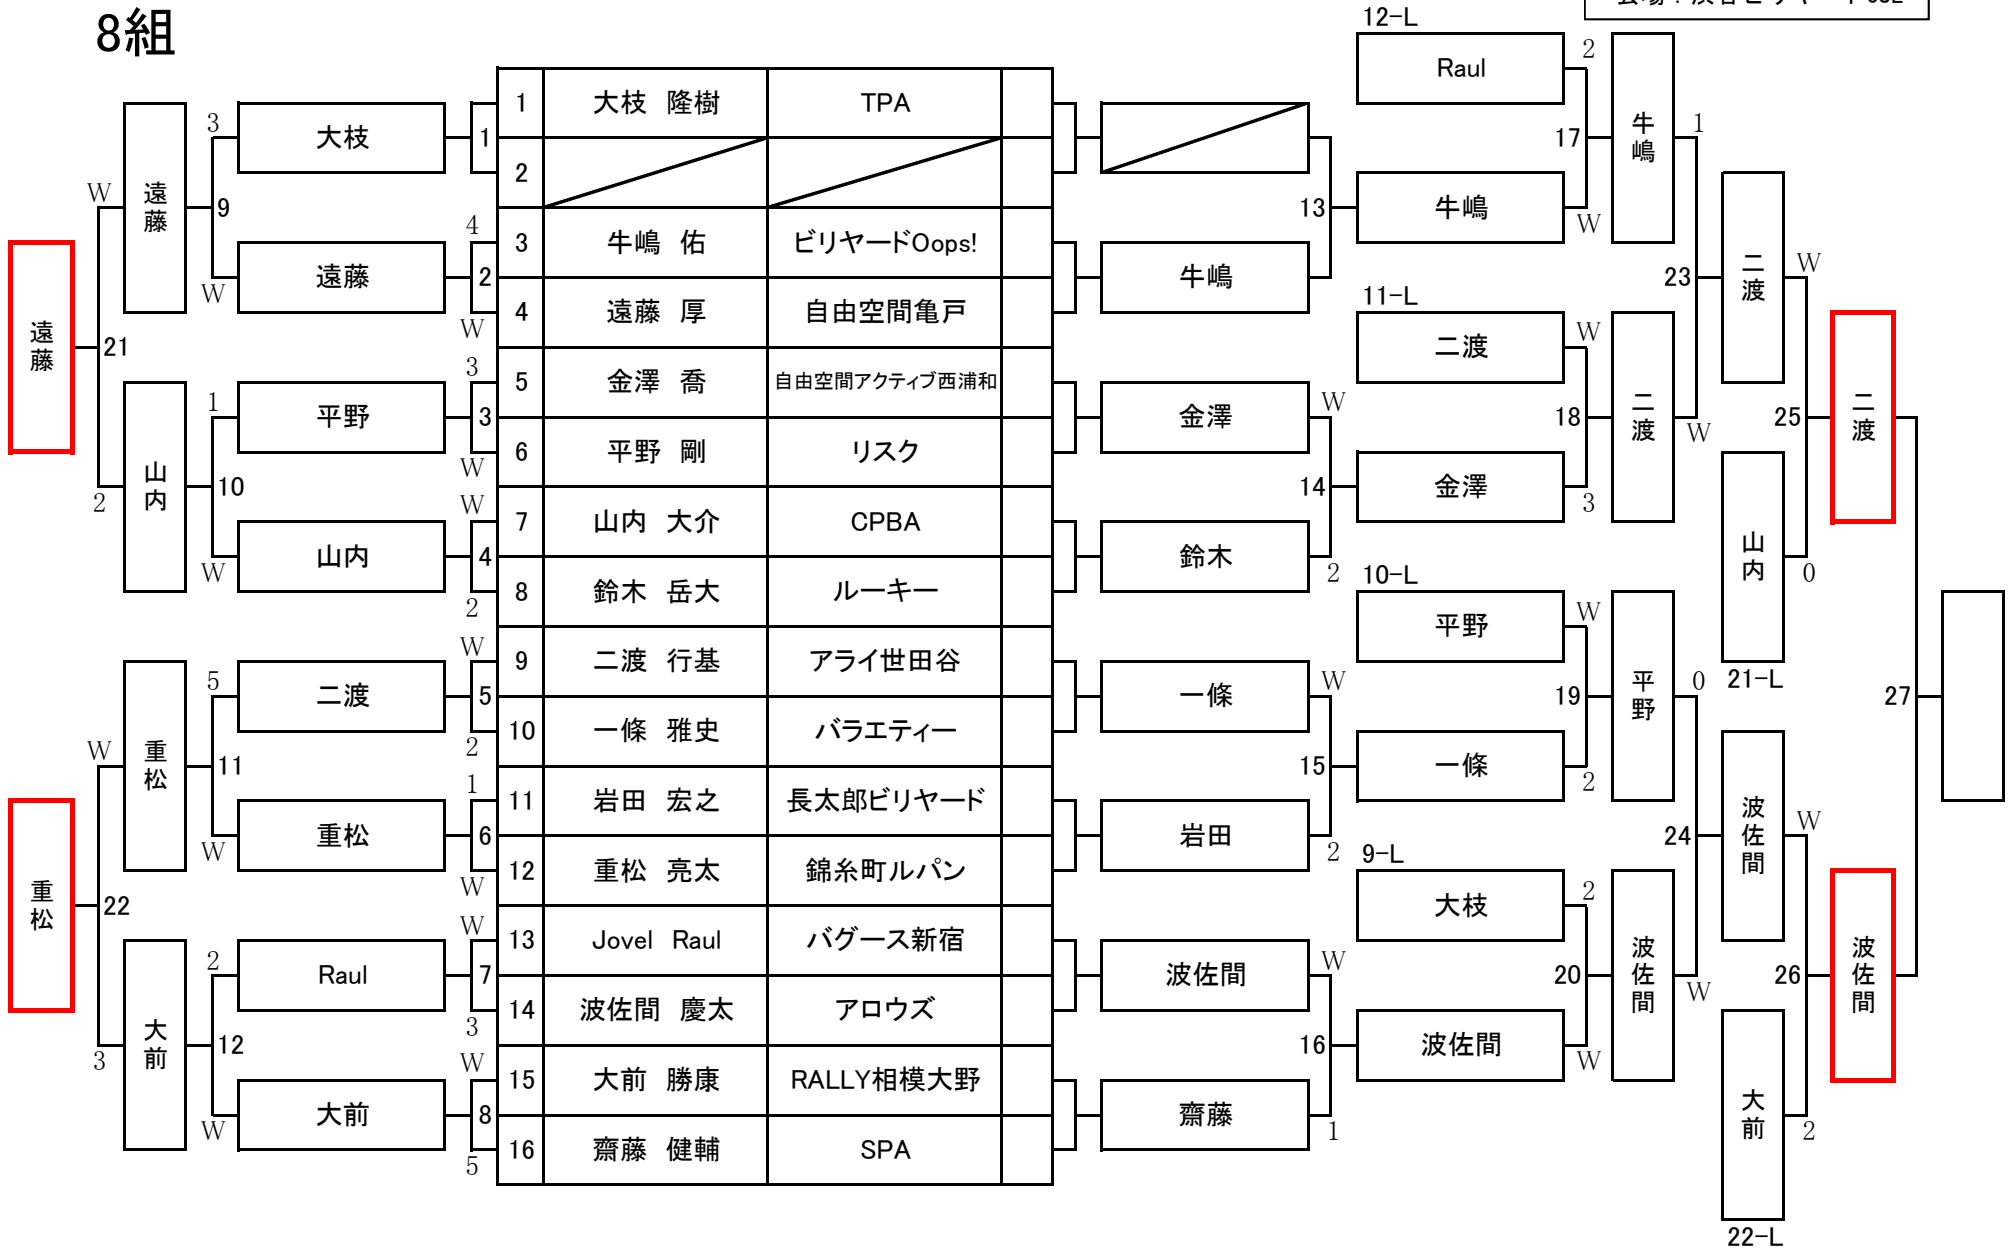 8組
12-L
Raul
2
牛嶋
1
17
牛嶋
W
1 大枝 隆樹 TPA
2
3 牛嶋 佑 ビリヤードOops!
4 遠藤 厚 自由空間亀戸
5 金澤 喬 自由空間アクティブ西浦和
6 平野 剛 リスク
7 山内 大介 CPBA
8 鈴木 岳大 ルーキー
9 二渡 行基 アライ世田谷
10 一條 雅史 バラエティー
11 岩田 宏之 長太郎ビリヤード
12 重松 亮太 錦糸町ルパン
13 Jovel Raul バグース新宿
14 波佐間 慶太 アロウズ
15 大前 勝康 RALLY相模大野
16 齋藤 健輔 SPA
1
4
2
W
3
3
W
W
4
2
W
5
2
1
6
W
W
7
3
W
8
5
3
大枝
9
遠藤
W
1
平野
10
山内
W
5
二渡
11
重松
W
2
Raul
12
大前
W
W
遠藤
21
山内
2
W
重松
22
大前
3
遠藤
重松
13
牛嶋
金澤
W
14
鈴木
2
一條
W
15
岩田
2
波佐間
W
16
齋藤
1
11-L
二渡
W
18
金澤
3
二渡
W
23
10-L
平野
W
19
一條
2
平野
0
24
9-L
大枝
2
20
波佐間
W
波佐間
W
二渡
W
25
山内
0
21-L
波佐間
W
26
大前
2
22-L
二渡
27
波佐間